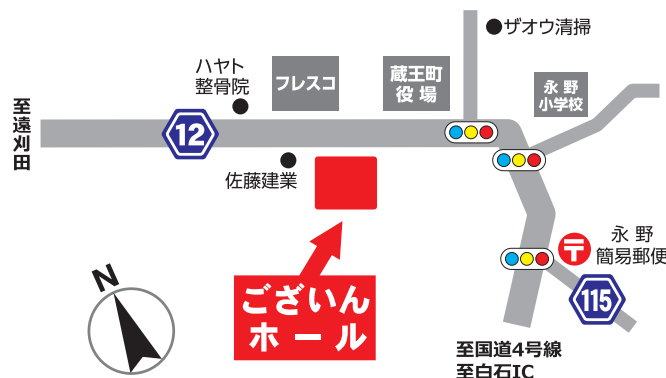 ザオウ清掃
ハヤト
整骨院
フレスコ
蔵王町
役場
永野
小学校
至遠刈田
12
佐藤建業
永野
簡易郵便
〒
115
ございん
ホール
N
至国道4号線
至白石IC